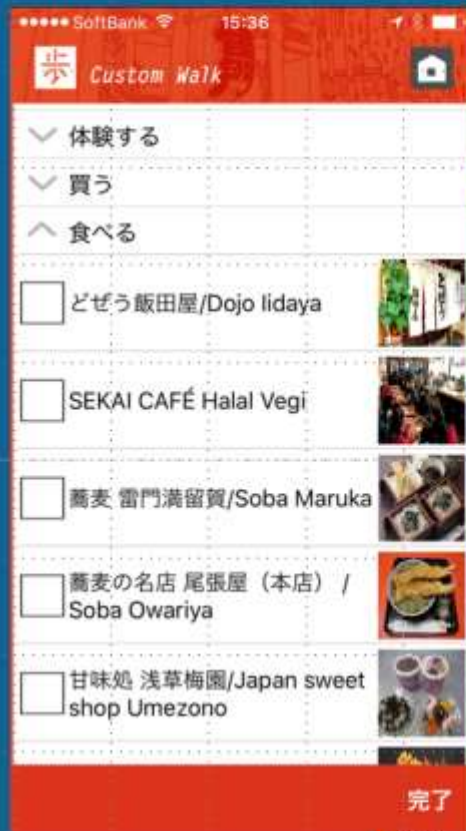 SoftBank 15:36
歩 Custom Walk
体験する
買う
食べる
どぜう飯田屋/Dojo Iidaya
SEKAI CAFÉ Halal Vegi
蕎麦 雷門満留賀/Soba Maruka
蕎麦の名店 尾張屋（本店） /
Soba Owariya
甘味処 浅草梅園/Japan sweet
shop Umezono
完了